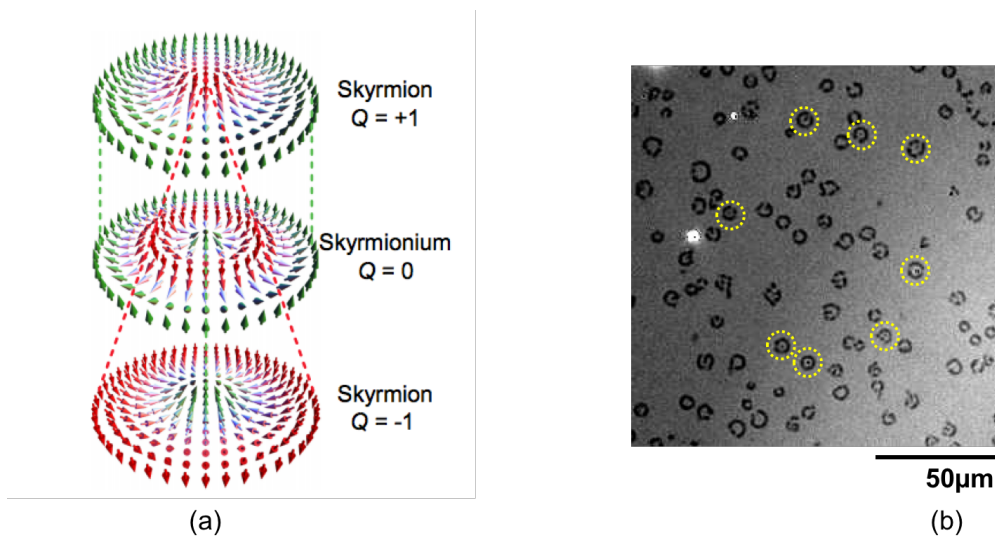 Skyrmion
Q = +1
Skyrmionium
Q = 0
Skyrmion
Q = -1
50µm
(a)
(b)